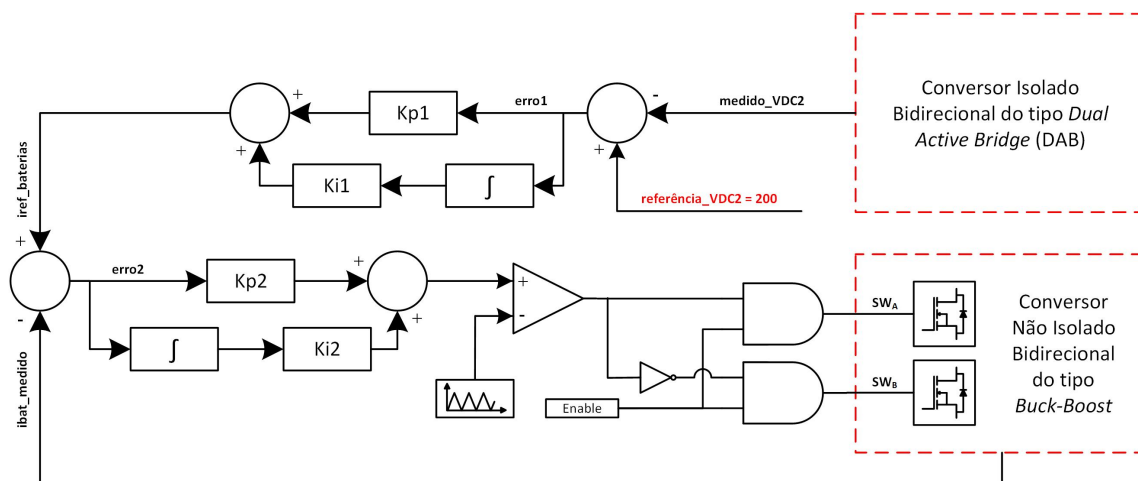 Conversor Isolado
Bidirecional do tipo Dual
Active Bridge (DAB)
medido_VDC2
-
+
referência_VDC2 = 200
erro1
Kp1
∫
Ki1
+
+
iref_baterias
+
-
ibat_medido
erro2
Kp2
∫
Ki2
+
+
+
-
Enable
SWA
SWB
Conversor
Não Isolado
Bidirecional
do tipo
Buck-Boost